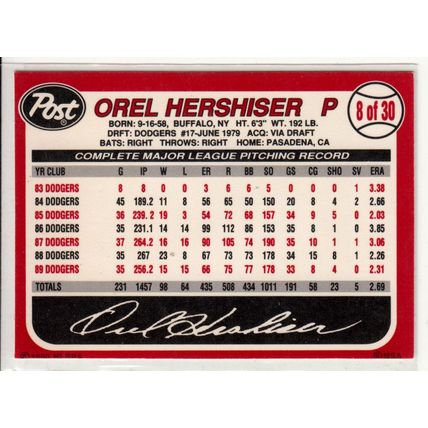 Post
OREL HERSHISER P
8 of 30
BORN: 9-16-58, BUFFALO, NY HT. 6'3" WT. 192 LB.
DRFT: DODGERS #17-JUNE 1979 ACQ: VIA DRAFT
BATS: RIGHT THROWS: RIGHT HOME: PASADENA, CA
COMPLETE MAJOR LEAGUE PITCHING RECORD
YR CLUB G IP W L ER R BB SO GS CG SHO SV ERA
83 DODGERS 8 8 0 0 3 6 6 5 0 0 0 1 3.38
84 DODGERS 45 189.2 11 8 56 65 50 150 20 8 4 2 2.66
85 DODGERS 36 239.2 19 3 54 72 68 157 34 9 5 0 2.03
86 DODGERS 35 231.1 14 14 99 112 86 153 35 8 1 0 3.85
87 DODGERS 37 264.2 16 16 90 105 74 190 35 10 1 1 3.06
88 DODGERS 35 267 23 8 67 73 73 178 34 15 8 1 2.26
89 DODGERS 35 256.2 15 15 66 75 77 178 33 8 4 0 2.31
TOTALS 231 1457 98 64 435 508 434 1011 191 58 23 5 2.69
Orel Hershiser